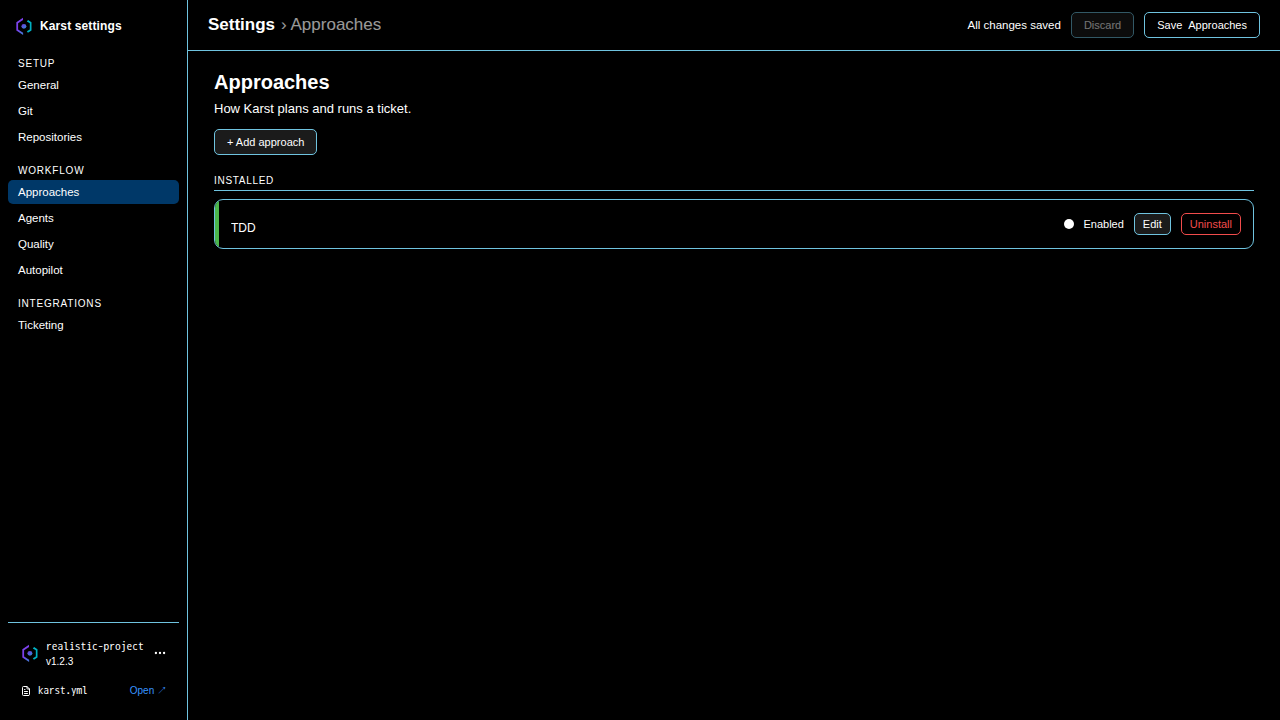 Karst settings
SETUP
General
Git
Repositories
WORKFLOW
Approaches
Agents
Quality
Autopilot
INTEGRATIONS
Ticketing
realistic-project
v1.2.3
karst.yml Open ↗
Settings › Approaches
All changes saved Discard Save Approaches
Approaches
How Karst plans and runs a ticket.
+ Add approach
INSTALLED
TDD Enabled Edit Uninstall